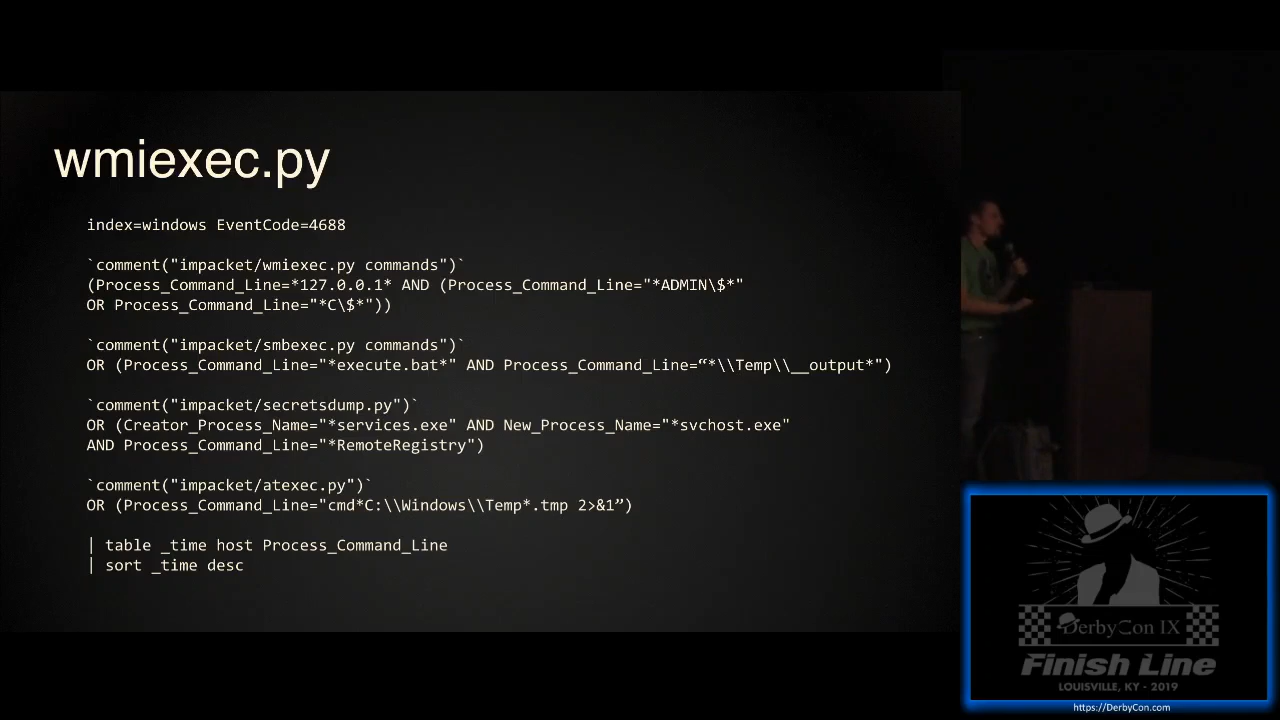 wmiexec.py
index=windows EventCode=4688
`comment("impacket/wmiexec.py commands")`
(Process_Command_Line=*127.0.0.1* AND (Process_Command_Line="*ADMIN\$*"
OR Process_Command_Line="*C\$*"))
`comment("impacket/smbexec.py commands")`
OR (Process_Command_Line="*execute.bat*" AND Process_Command_Line=“*\\Temp\\__output*")
`comment("impacket/secretsdump.py")`
OR (Creator_Process_Name="*services.exe" AND New_Process_Name="*svchost.exe"
AND Process_Command_Line="*RemoteRegistry")
`comment("impacket/atexec.py")`
OR (Process_Command_Line="cmd*C:\\Windows\\Temp*.tmp 2>&1”)
| table _time host Process_Command_Line
| sort _time desc
DerbyCon IX
Finish Line
LOUISVILLE, KY - 2019
https://DerbyCon.com